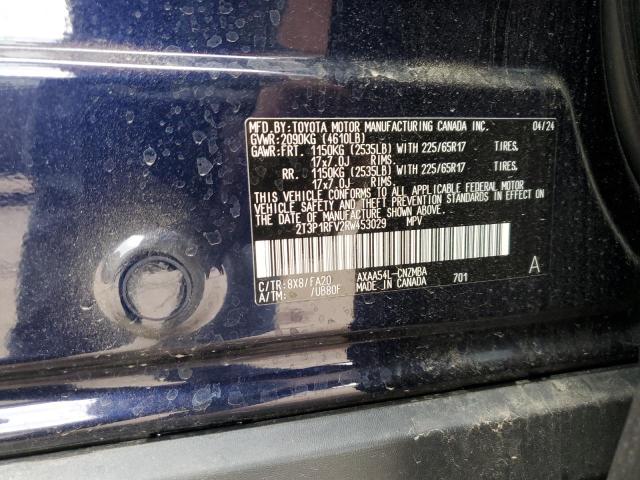 MFD.BY: TOYOTA MOTOR MANUFACTURING CANADA INC. 04/24
GVWR: 2090KG (4610LB)
GAWR: FRT. 1150KG (2535LB) WITH 225/65R17 TIRES.
17x7.0J RIMS
RR. 1150KG (2535LB) WITH 225/65R17 TIRES.
17x7.0J RIMS.
THIS VEHICLE CONFORMS TO ALL APPLICABLE FEDERAL MOTOR
VEHICLE SAFETY AND THEFT PREVENTION STANDARDS IN EFFECT ON
THE DATE OF MANUFACTURE SHOWN ABOVE.
2T3P1RFV2RW453029 MPV
C/TR: 8X8/FA20 AXAA54L-CNZMBA A
A/TM: /UB80F MADE IN CANADA 701